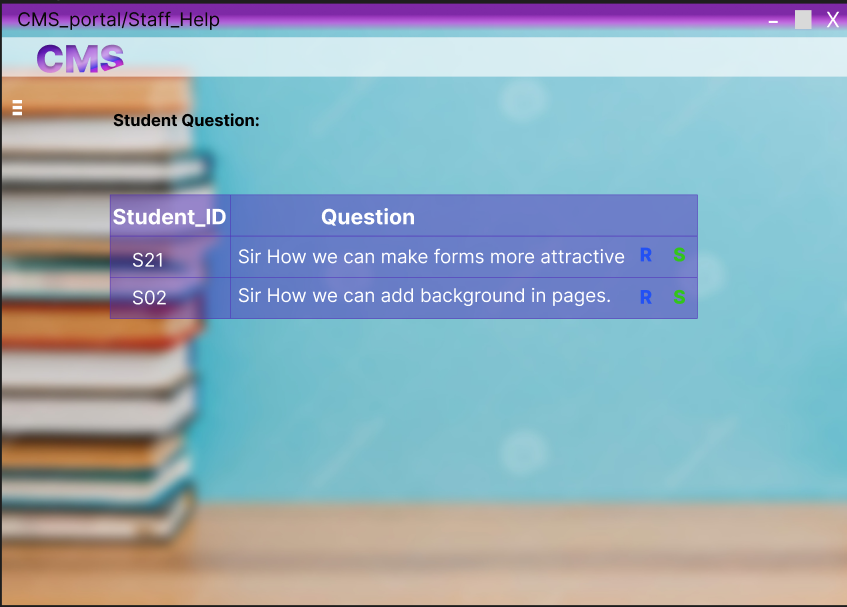 CMS_portal/Staff_Help – X
CMS
Student Question:
Student_ID Question
S21 Sir How we can make forms more attractive R S
S02 Sir How we can add background in pages. R S